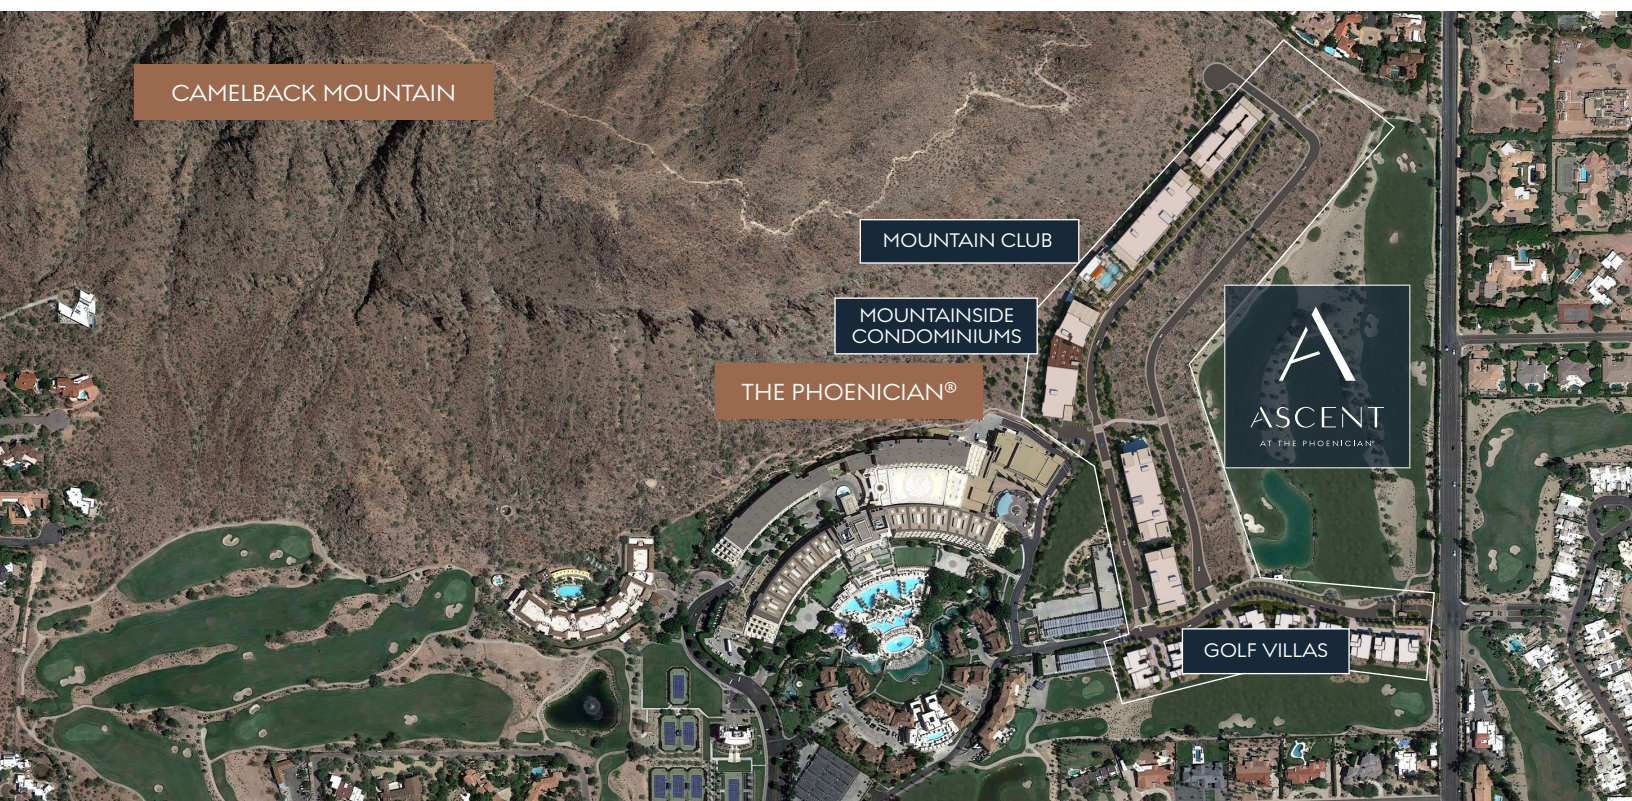 CAMELBACK MOUNTAIN
MOUNTAIN CLUB
MOUNTAINSIDE
CONDOMINIUMS
THE PHOENICIAN®
ASCENT
AT THE PHOENICIAN®
GOLF VILLAS